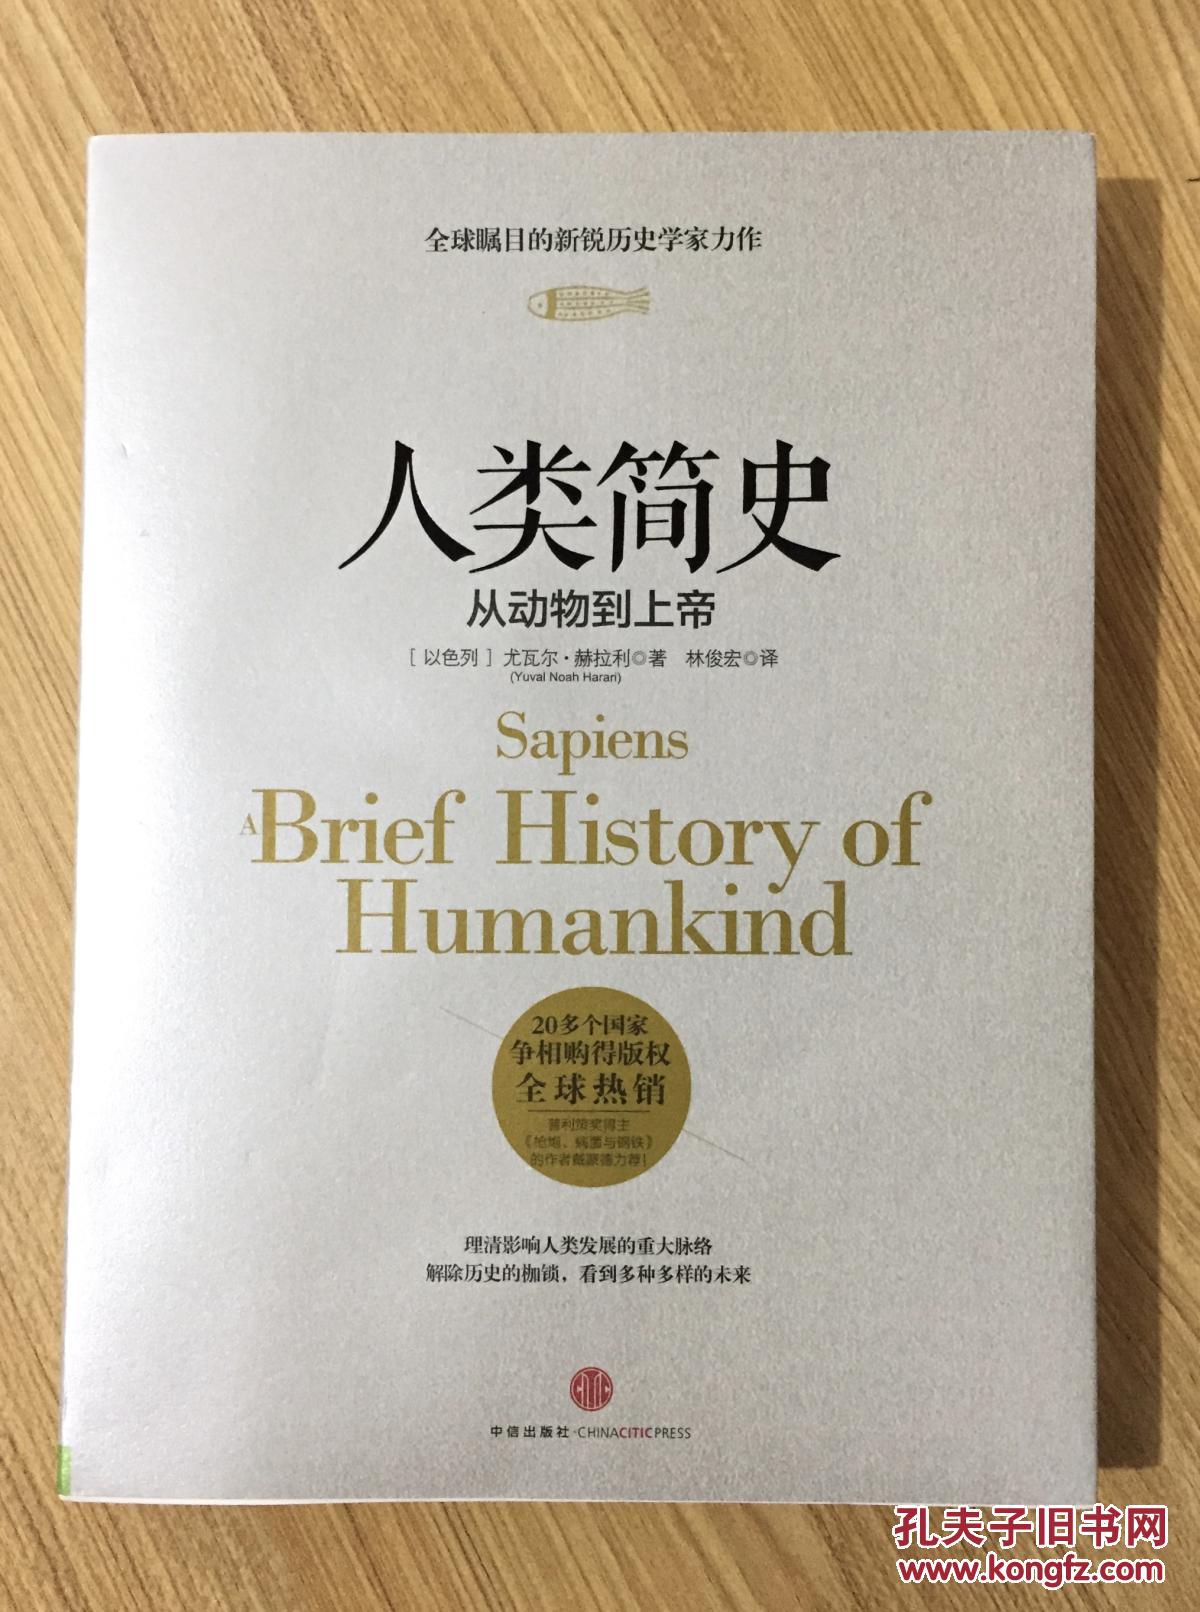 全球瞩目的新锐历史学家力作
人类简史
从动物到上帝
[以色列] 尤瓦尔·赫拉利◎著 林俊宏◎译
(Yuval Noah Harari)
Sapiens
A Brief History of
Humankind
20多个国家
争相购得版权
全球热销
普利策奖得主
《枪炮、病菌与钢铁》
的作者戴蒙德力荐!
理清影响人类发展的重大脉络
解除历史的枷锁，看到多种多样的未来
中信出版社·CHINACITICPRESS
孔夫子旧书网
www.kongfz.com